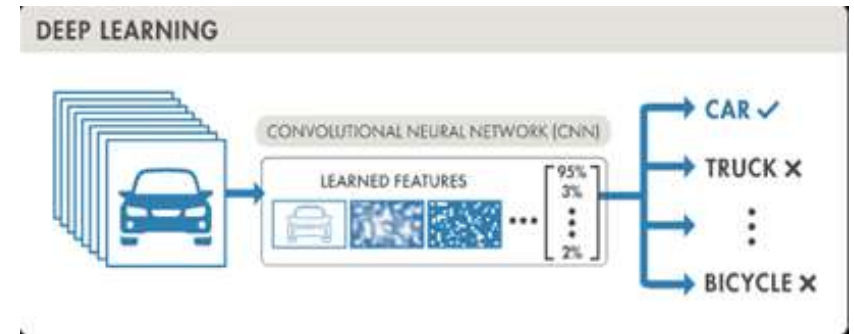 DEEP LEARNING
CONVOLUTIONAL NEURAL NETWORK (CNN)
LEARNED FEATURES
95%
3%
2%
CAR ✓
TRUCK ✕
BICYCLE ✕